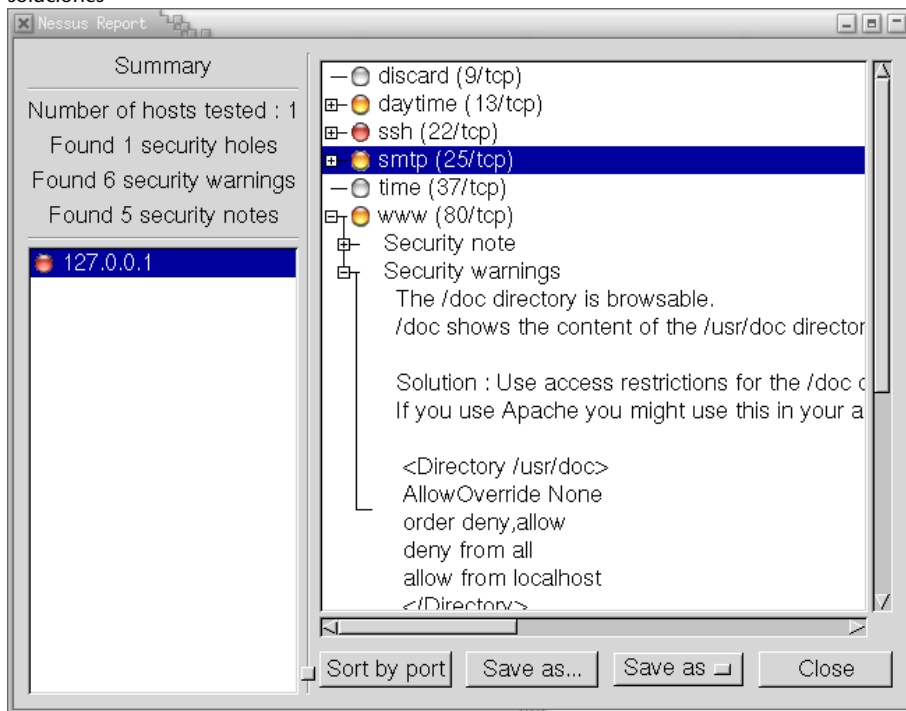 soluciones
Nessus Report
Summary
Number of hosts tested : 1
Found 1 security holes
Found 6 security warnings
Found 5 security notes
127.0.0.1
discard (9/tcp)
daytime (13/tcp)
ssh (22/tcp)
smtp (25/tcp)
time (37/tcp)
www (80/tcp)
Security note
Security warnings
The /doc directory is browsable.
/doc shows the content of the /usr/doc director
Solution : Use access restrictions for the /doc
If you use Apache you might use this in your a
<Directory /usr/doc>
AllowOverride None
order deny,allow
deny from all
allow from localhost
</Directory>
Sort by port
Save as...
Save as
Close